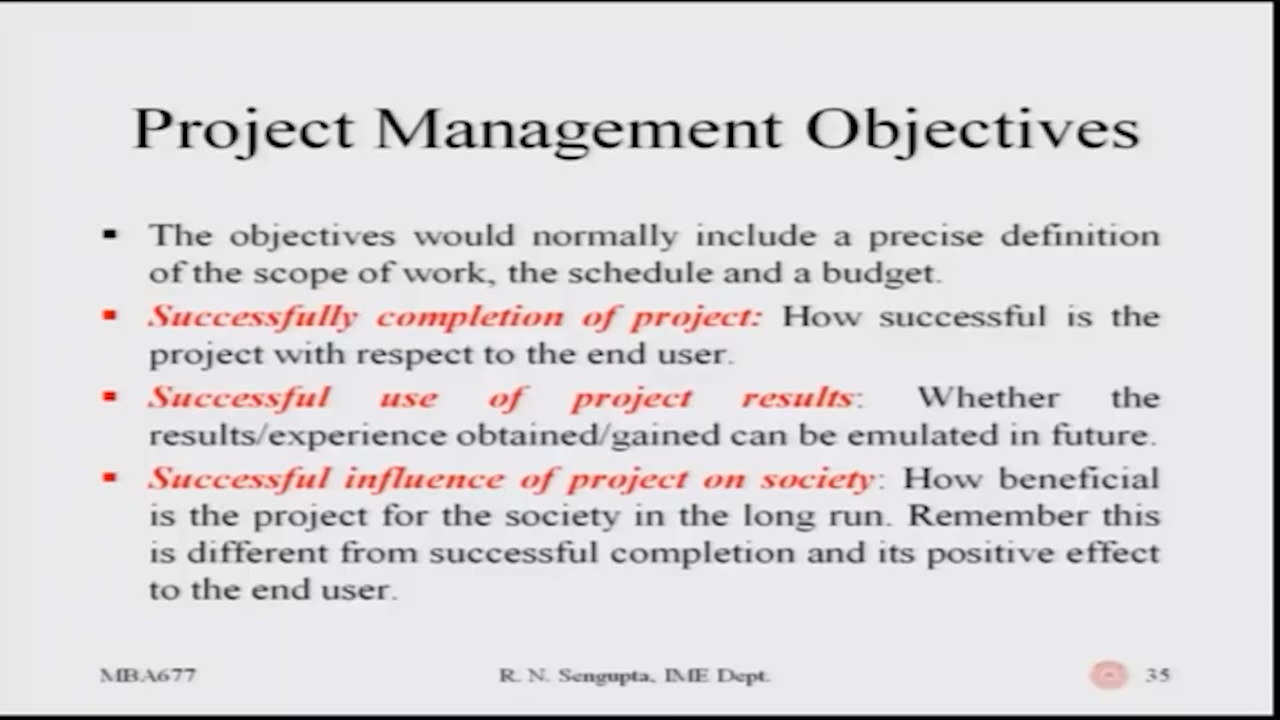 Project Management Objectives
▪ The objectives would normally include a precise definition
of the scope of work, the schedule and a budget.
▪ Successfully completion of project: How successful is the
project with respect to the end user.
▪ Successful use of project results: Whether the
results/experience obtained/gained can be emulated in future.
▪ Successful influence of project on society: How beneficial
is the project for the society in the long run. Remember this
is different from successful completion and its positive effect
to the end user.
MBA677 R. N. Sengupta, IME Dept. 35